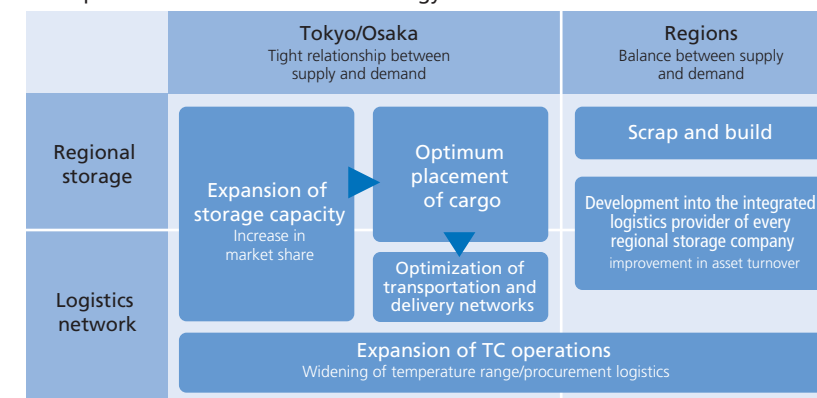 Tokyo/Osaka
Tight relationship between
supply and demand
Regions
Balance between supply
and demand
Regional
storage
Expansion of
storage capacity
Increase in
market share
Optimum
placement
of cargo
Scrap and build
Development into the integrated
logistics provider of every
regional storage company
improvement in asset turnover
Logistics
network
Optimization of
transportation and
delivery networks
Expansion of TC operations
Widening of temperature range/procurement logistics